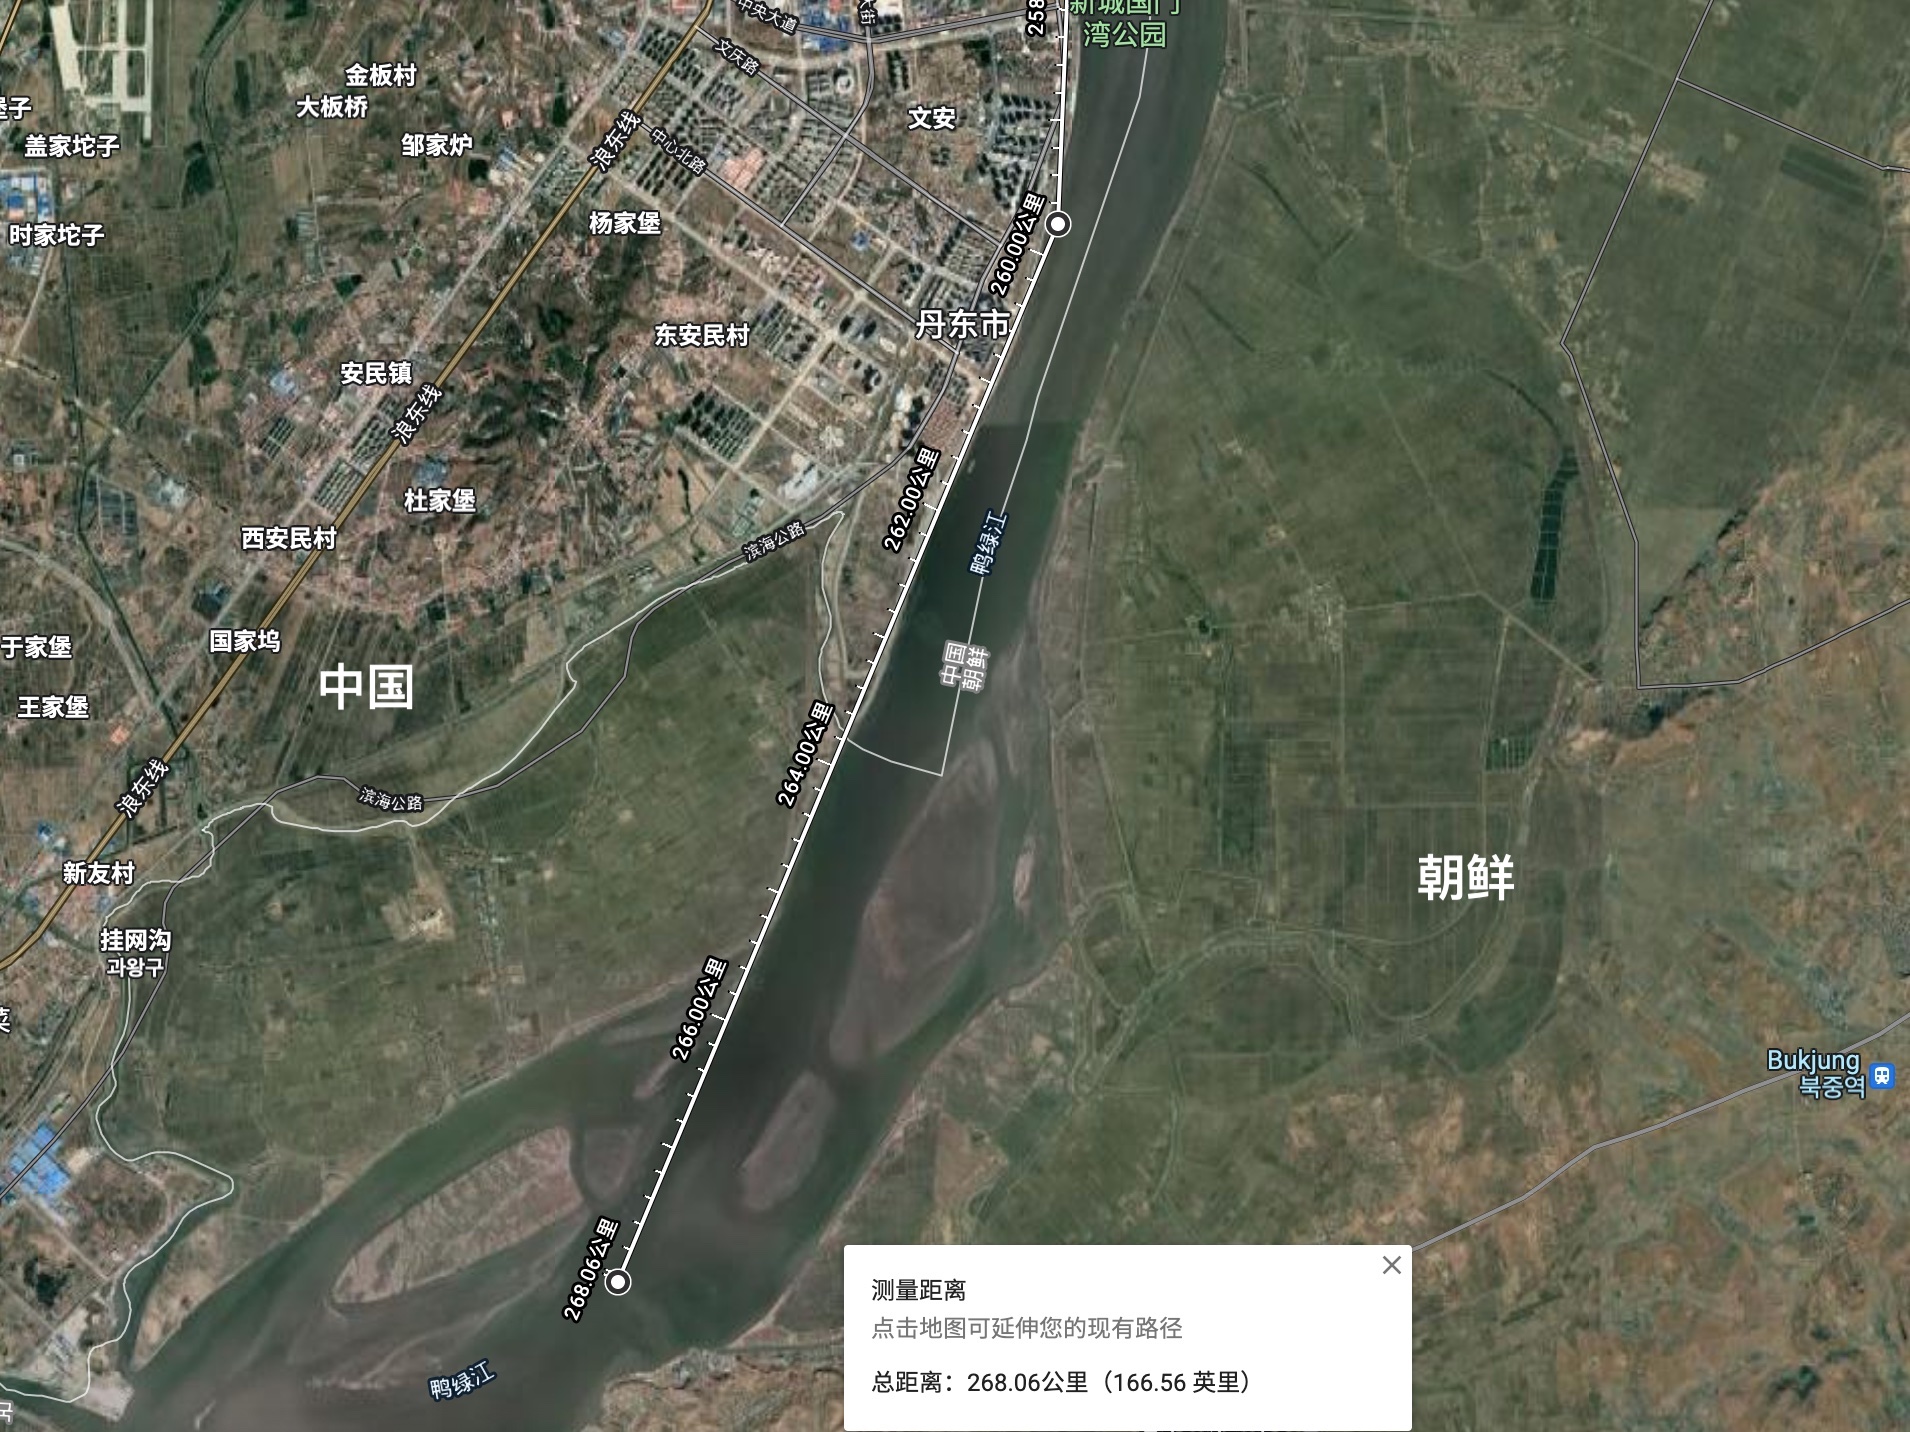 中央大道
258
新城国门
湾公园
文庆路
金板村
大板桥
文安
盖家坨子
邹家炉
浪东线
中心北路
时家坨子
杨家堡
260.00公里
丹东市
东安民村
安民镇
浪东线
262.00公里
杜家堡
西安民村
滨海公路
鸭绿江
国家坞
于家堡
中国
中国
朝鲜
王家堡
264.00公里
浪东线
滨海公路
新友村
朝鲜
挂网沟
과왕구
266.00公里
Bukjung
북중역
268.06公里
鸭绿江
测量距离
点击地图可延伸您的现有路径
总距离：268.06公里（166.56 英里）